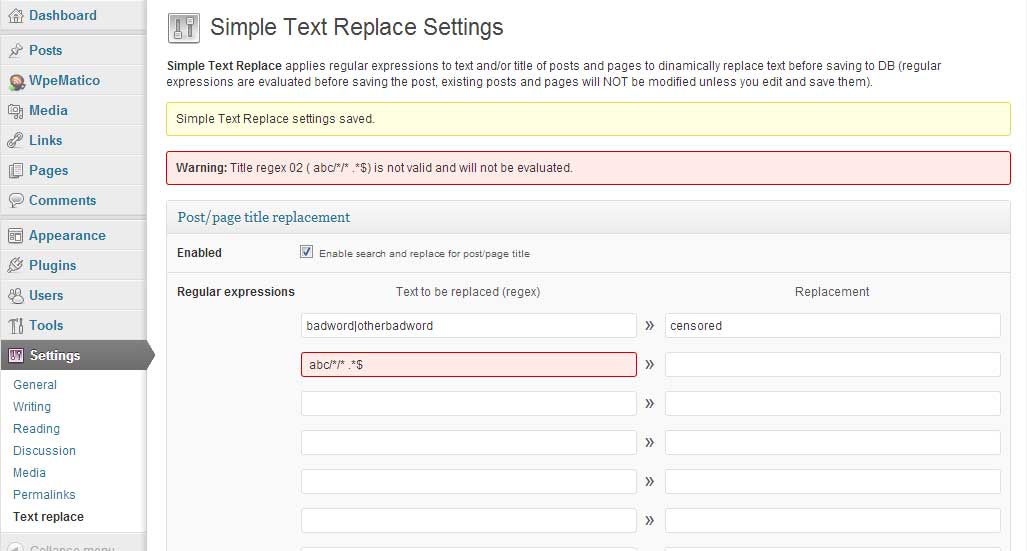 Dashboard
Posts
WpeMatico
Media
Links
Pages
Comments
Appearance
Plugins
Users
Tools
Settings
General
Writing
Reading
Discussion
Media
Permalinks
Text replace
Collapse menu
Simple Text Replace Settings
Simple Text Replace applies regular expressions to text and/or title of posts and pages to dinamically replace text before saving to DB (regular
expressions are evaluated before saving the post, existing posts and pages will NOT be modified unless you edit and save them).
Simple Text Replace settings saved.
Warning: Title regex 02 ( abc/*/* .*$) is not valid and will not be evaluated.
Post/page title replacement
Enabled Enable search and replace for post/page title
Regular expressions Text to be replaced (regex) Replacement
badword|otherbadword » censored
abc/*/* .*$ »
»
»
»
»